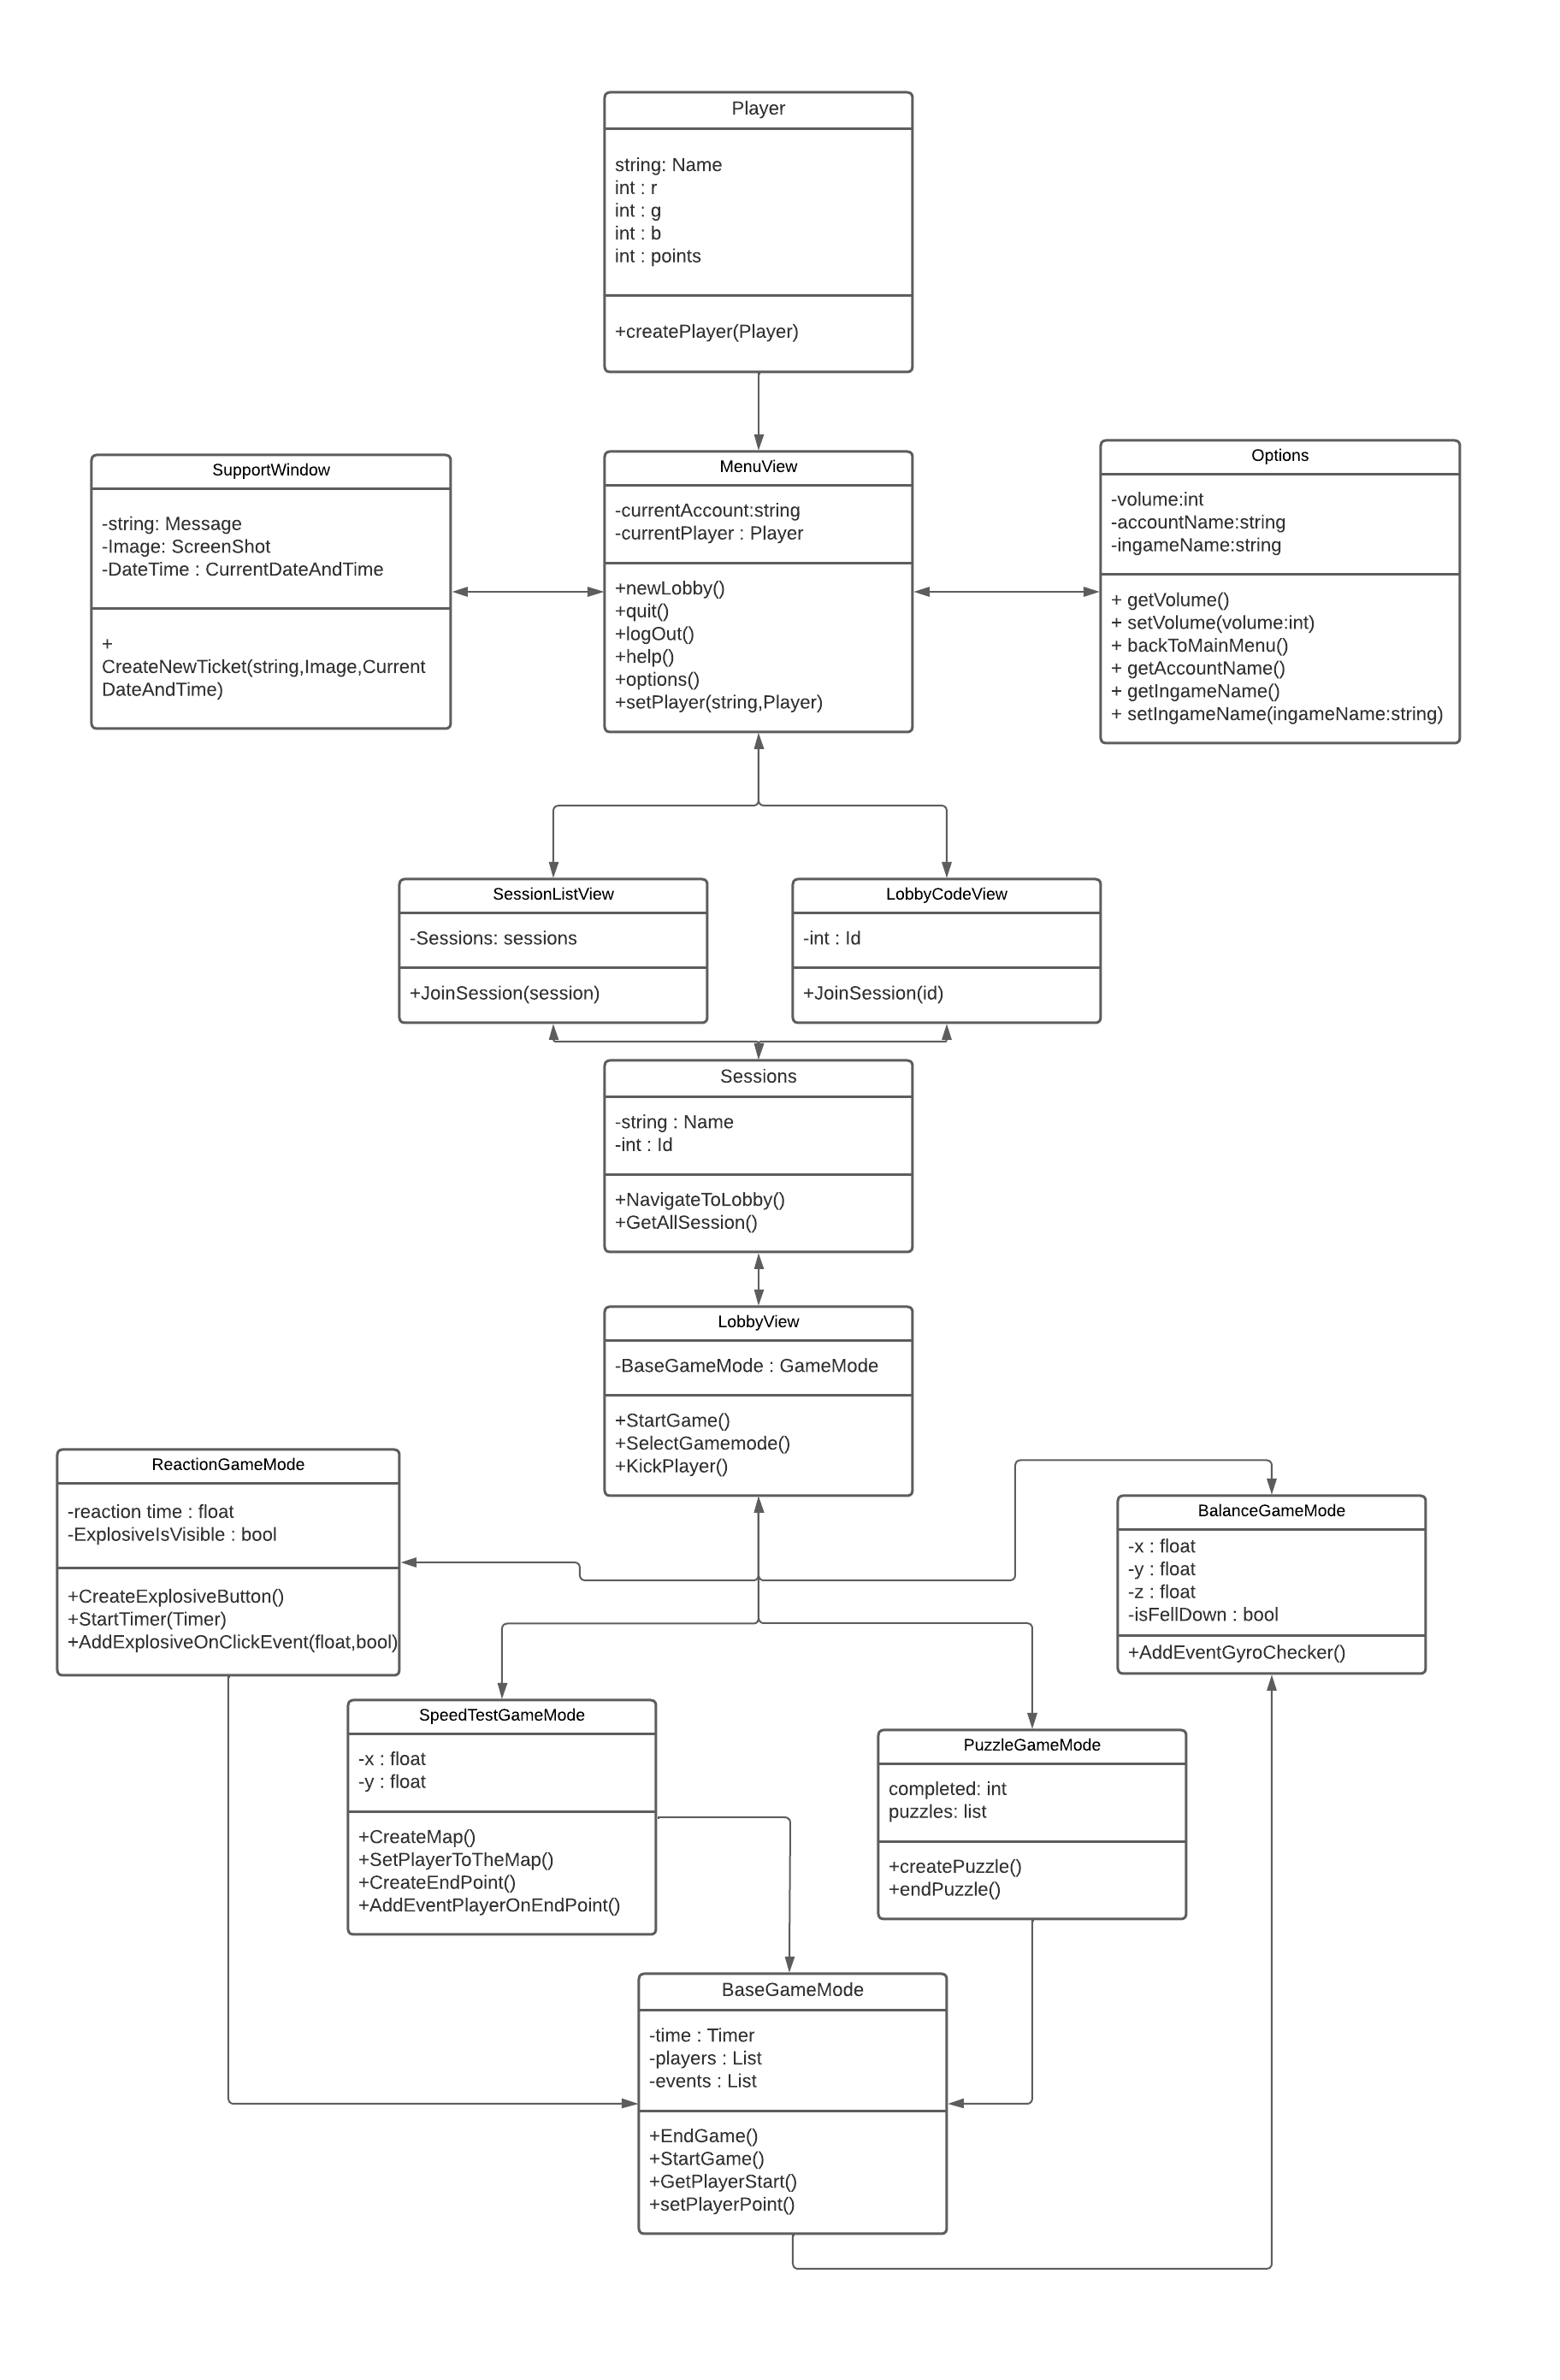 Player
string: Name
int : r
int : g
int : b
int : points
+createPlayer(Player)
SupportWindow
-string: Message
-Image: ScreenShot
-DateTime : CurrentDateAndTime
+
CreateNewTicket(string,Image,Current
DateAndTime)
MenuView
-currentAccount:string
-currentPlayer : Player
+newLobby()
+quit()
+logOut()
+help()
+options()
+setPlayer(string,Player)
Options
-volume:int
-accountName:string
-ingameName:string
+ getVolume()
+ setVolume(volume:int)
+ backToMainMenu()
+ getAccountName()
+ getIngameName()
+ setIngameName(ingameName:string)
SessionListView
-Sessions: sessions
+JoinSession(session)
LobbyCodeView
-int : Id
+JoinSession(id)
Sessions
-string : Name
-int : Id
+NavigateToLobby()
+GetAllSession()
LobbyView
-BaseGameMode : GameMode
+StartGame()
+SelectGamemode()
+KickPlayer()
ReactionGameMode
-reaction time : float
-ExplosiveIsVisible : bool
+CreateExplosiveButton()
+StartTimer(Timer)
+AddExplosiveOnClickEvent(float,bool)
BalanceGameMode
-x : float
-y : float
-z : float
-isFellDown : bool
+AddEventGyroChecker()
SpeedTestGameMode
-x : float
-y : float
+CreateMap()
+SetPlayerToTheMap()
+CreateEndPoint()
+AddEventPlayerOnEndPoint()
PuzzleGameMode
completed: int
puzzles: list
+createPuzzle()
+endPuzzle()
BaseGameMode
-time : Timer
-players : List
-events : List
+EndGame()
+StartGame()
+GetPlayerStart()
+setPlayerPoint()